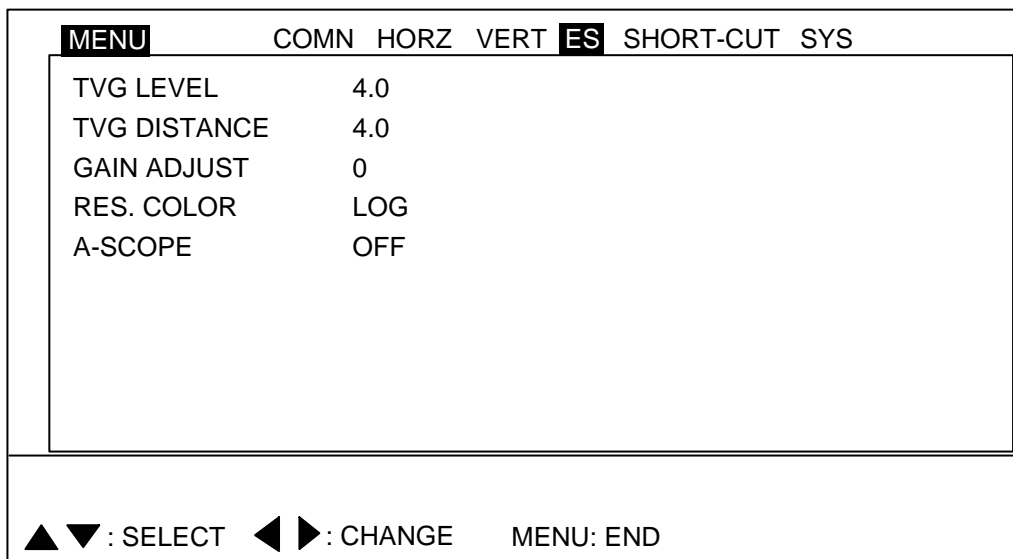 MENU COMN HORZ VERT ES SHORT-CUT SYS
TVG LEVEL 4.0
TVG DISTANCE 4.0
GAIN ADJUST 0
RES. COLOR LOG
A-SCOPE OFF
▲ ▼ : SELECT ◀ ▶ : CHANGE MENU: END